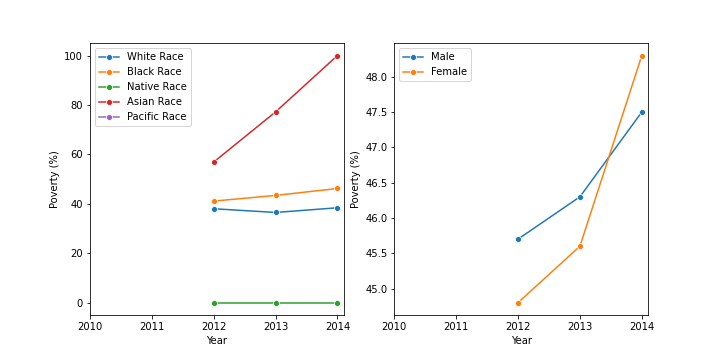 100
80
60
40
20
0
Poverty (%)
2010 2011 2012 2013 2014
Year
White Race
Black Race
Native Race
Asian Race
Pacific Race
48.0
47.5
47.0
46.5
46.0
45.5
45.0
Poverty (%)
2010 2011 2012 2013 2014
Year
Male
Female